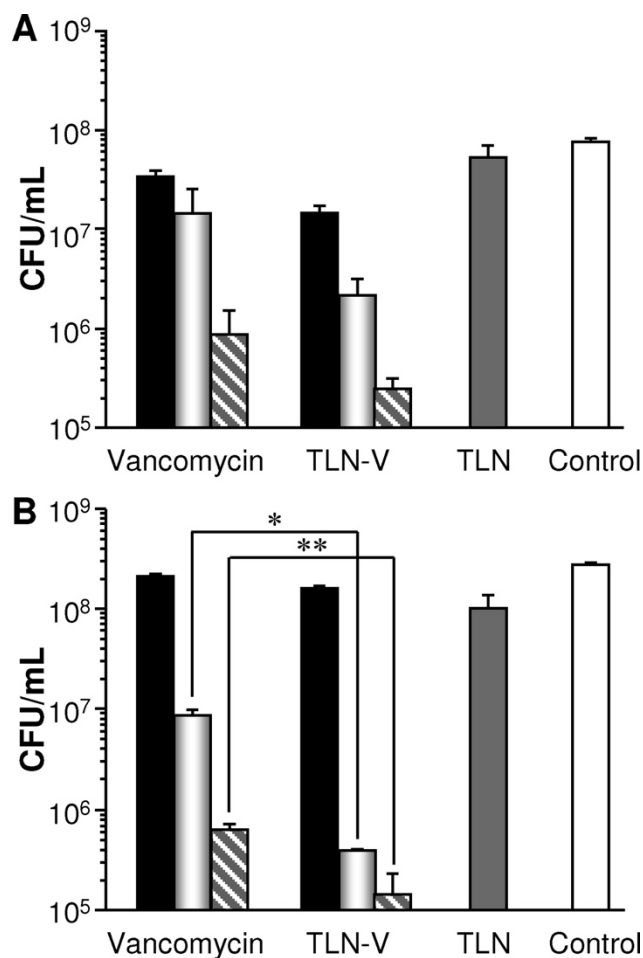 A
10⁹
10⁸
10⁷
10⁶
10⁵
CFU/mL
Vancomycin TLN-V TLN Control
B
10⁹
10⁸
10⁷
10⁶
10⁵
CFU/mL
*
**
Vancomycin TLN-V TLN Control